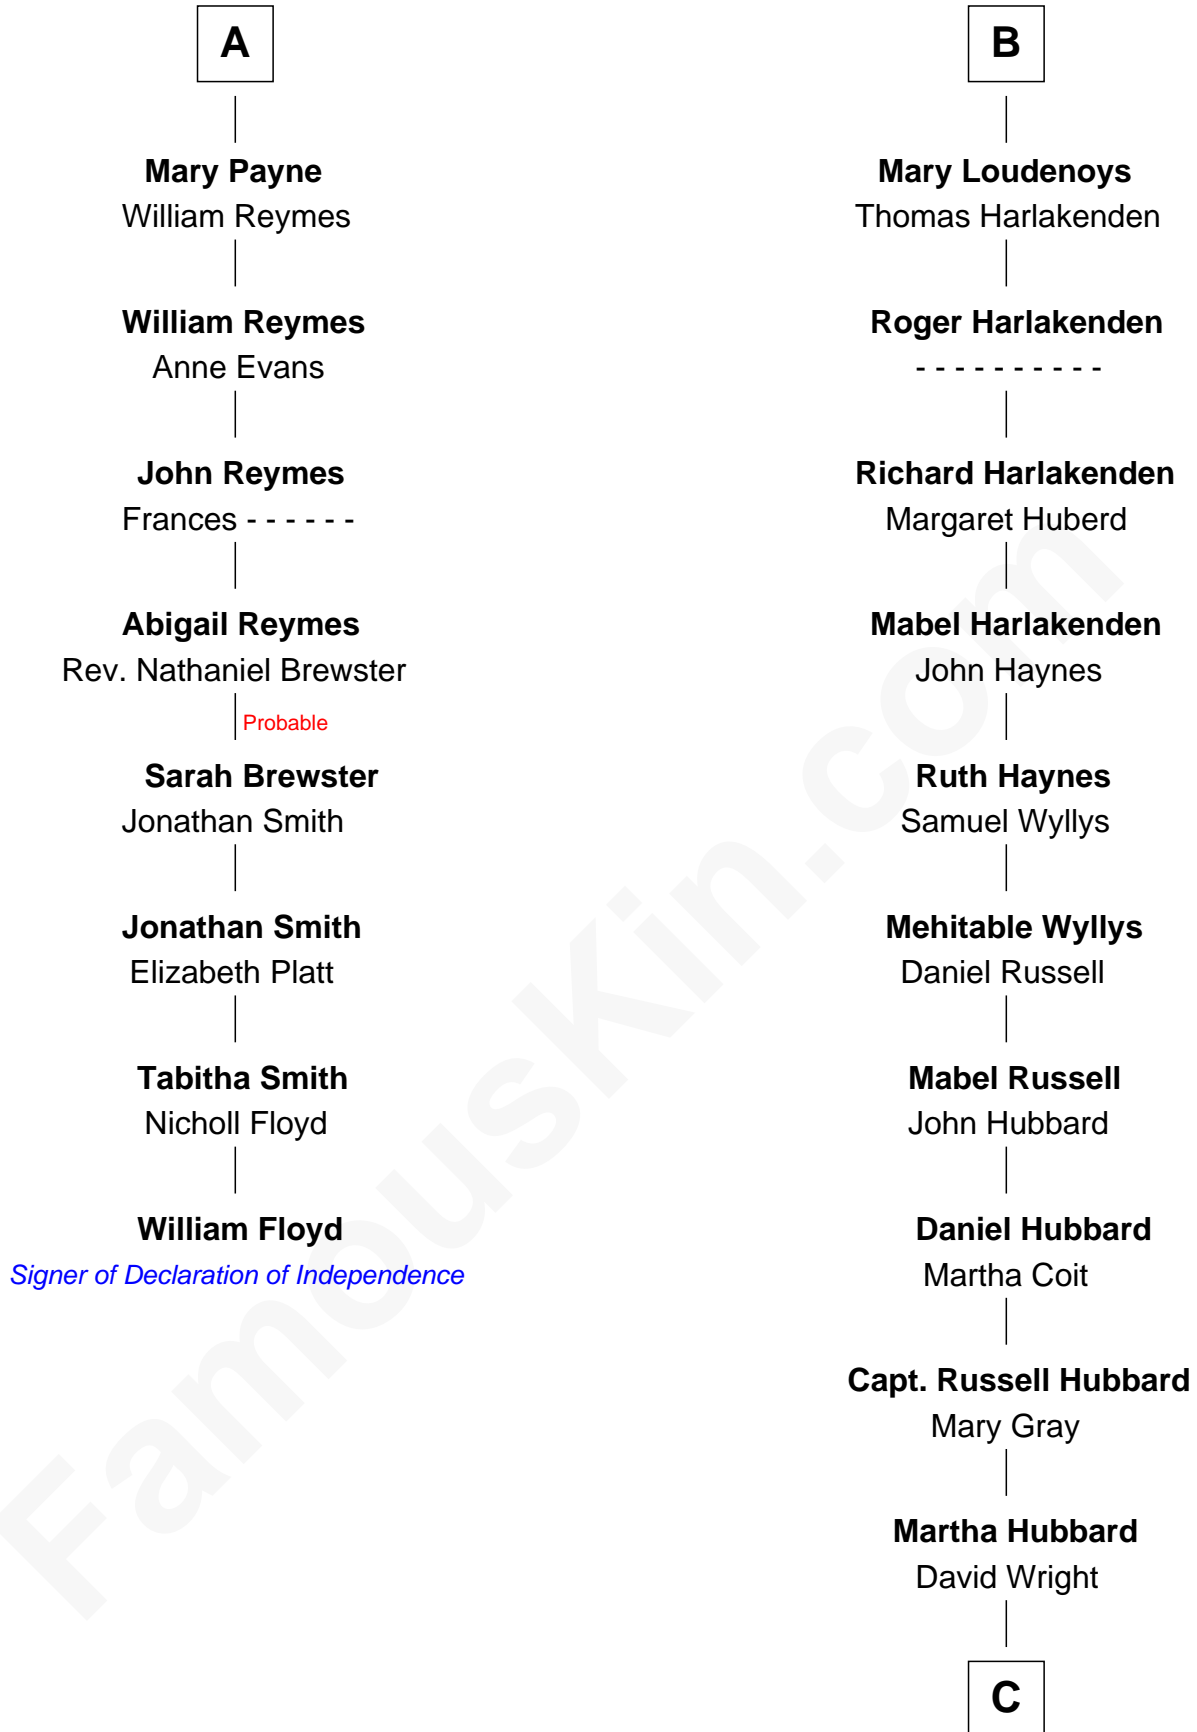 A
Mary Payne
William Reymes
William Reymes
Anne Evans
John Reymes
Frances - - - - - -
Abigail Reymes
Rev. Nathaniel Brewster
Probable
Sarah Brewster
Jonathan Smith
Jonathan Smith
Elizabeth Platt
Tabitha Smith
Nicholl Floyd
William Floyd
Signer of Declaration of Independence
B
Mary Loudenoys
Thomas Harlakenden
Roger Harlakenden
- - - - - - - - - -
Richard Harlakenden
Margaret Huberd
Mabel Harlakenden
John Haynes
Ruth Haynes
Samuel Wyllys
Mehitable Wyllys
Daniel Russell
Mabel Russell
John Hubbard
Daniel Hubbard
Martha Coit
Capt. Russell Hubbard
Mary Gray
Martha Hubbard
David Wright
C
FamousKin.com